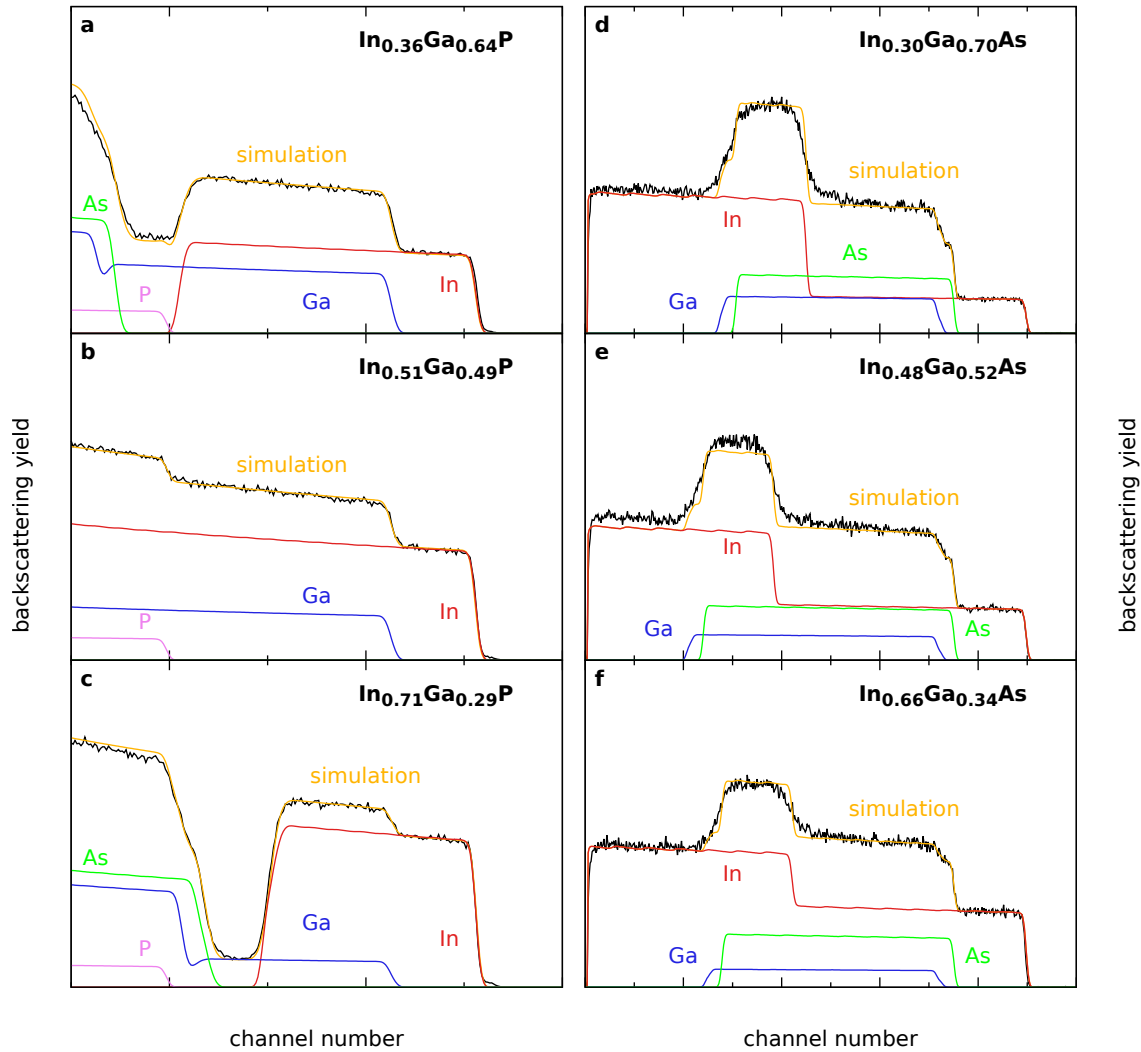 a
In0.36Ga0.64P
simulation
As
P
Ga
In
b
In0.51Ga0.49P
simulation
Ga
P
In
c
In0.71Ga0.29P
simulation
As
Ga
P
In
backscattering yield
channel number
d
In0.30Ga0.70As
simulation
In
As
Ga
e
In0.48Ga0.52As
simulation
In
Ga
As
f
In0.66Ga0.34As
simulation
In
Ga
As
backscattering yield
channel number